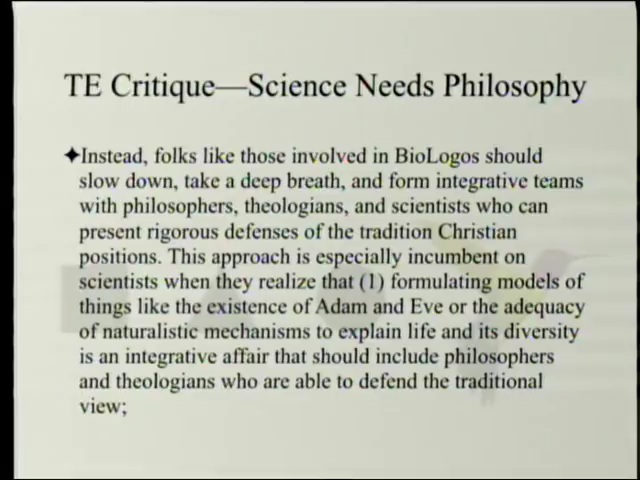 TE Critique—Science Needs Philosophy
✦Instead, folks like those involved in BioLogos should
slow down, take a deep breath, and form integrative teams
with philosophers, theologians, and scientists who can
present rigorous defenses of the tradition Christian
positions. This approach is especially incumbent on
scientists when they realize that (1) formulating models of
things like the existence of Adam and Eve or the adequacy
of naturalistic mechanisms to explain life and its diversity
is an integrative affair that should include philosophers
and theologians who are able to defend the traditional
view;